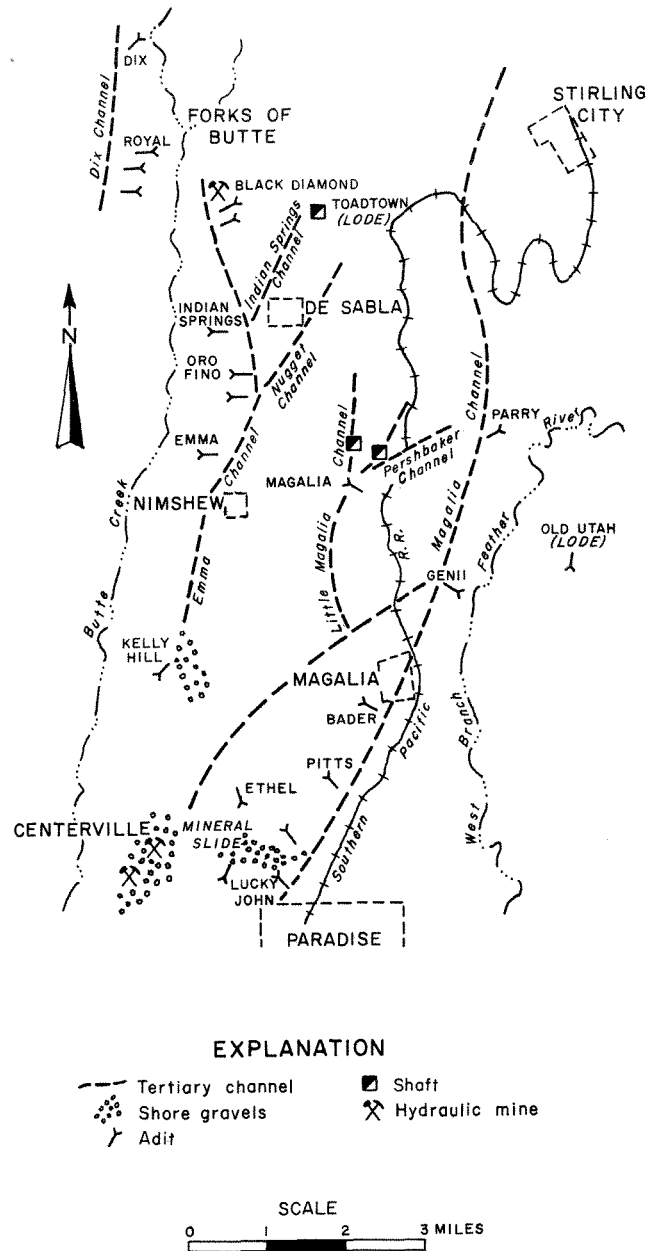 DIX
Dix Channel
FORKS OF
BUTTE
STIRLING
CITY
ROYAL
BLACK DIAMOND
TOADTOWN
(LODE)
Indian Springs
Channel
INDIAN
SPRINGS
DE SABLA
N
ORO
FINO
Nugget
Channel
Channel
Channel
PARRY
River
EMMA
Channel
Pershbaker
Channel
MAGALIA
Creek
NIMSHEW
Magalia
Feather
OLD UTAH
(LODE)
R.R.
GENII
Little Magalia
Emma
Butte
KELLY
HILL
MAGALIA
BADER
Pacific
Branch
PITTS
ETHEL
CENTERVILLE
MINERAL
SLIDE
West
Southern
LUCKY
JOHN
PARADISE
EXPLANATION
Tertiary channel
Shaft
Shore gravels
Hydraulic mine
Adit
SCALE
0 1 2 3 MILES